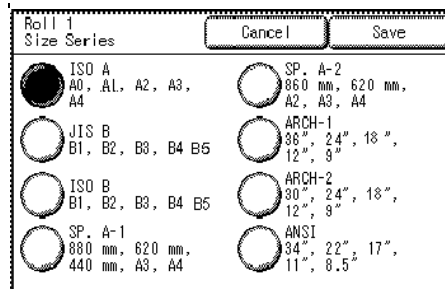 Roll 1
Size Series
Cancel
Save
ISO A
A0, AL, A2, A3,
A4
JIS B
B1, B2, B3, B4 B5
ISO B
B1, B2, B3, B4 B5
SP. A-1
880 mm, 620 mm,
440 mm, A3, A4
SP. A-2
860 mm, 620 mm,
A2, A3, A4
ARCH-1
36", 24", 18 ",
12", 9"
ARCH-2
30", 24", 18",
12", 9"
ANSI
34", 22", 17",
11", 8.5"